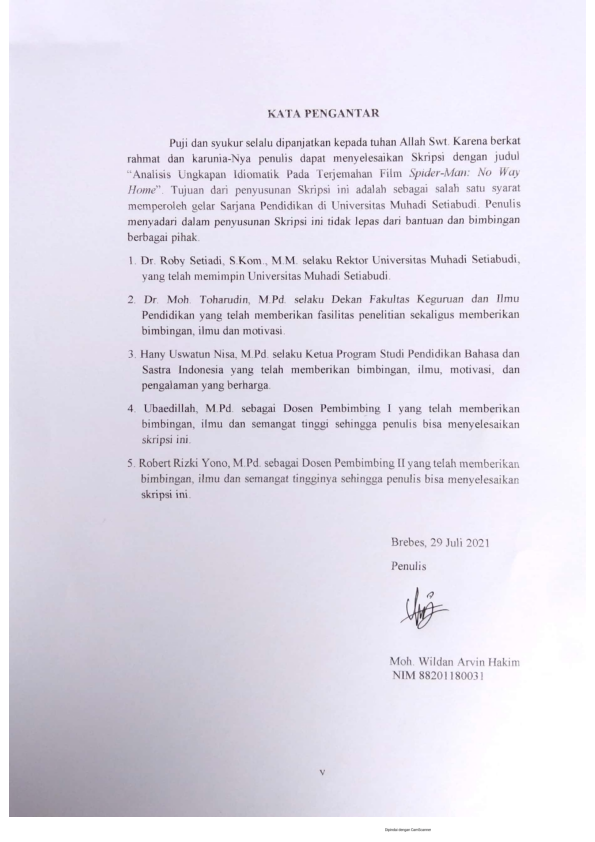 KATA PENGANTAR
Puji dan syukur selalu dipanjatkan kepada tuhan Allah Swt. Karena berkat
rahmat dan karunia-Nya penulis dapat menyelesaikan Skripsi dengan judul
"Analisis Ungkapan Idiomatik Pada Terjemahan Film Spider-Man: No Way
Home". Tujuan dari penyusunan Skripsi ini adalah sebagai salah satu syarat
memperoleh gelar Sarjana Pendidikan di Universitas Muhadi Setiabudi. Penulis
menyadari dalam penyusunan Skripsi ini tidak lepas dari bantuan dan bimbingan
berbagai pihak.
1. Dr. Roby Setiadi, S.Kom., M.M. selaku Rektor Universitas Muhadi Setiabudi,
yang telah memimpin Universitas Muhadi Setiabudi.
2. Dr. Moh. Toharudin, M.Pd. selaku Dekan Fakultas Keguruan dan Ilmu
Pendidikan yang telah memberikan fasilitas penelitian sekaligus memberikan
bimbingan, ilmu dan motivasi.
3. Hany Uswatun Nisa, M.Pd. selaku Ketua Program Studi Pendidikan Bahasa dan
Sastra Indonesia yang telah memberikan bimbingan, ilmu, motivasi, dan
pengalaman yang berharga.
4. Ubaedillah, M.Pd. sebagai Dosen Pembimbing I yang telah memberikan
bimbingan, ilmu dan semangat tinggi sehingga penulis bisa menyelesaikan
skripsi ini.
5. Robert Rizki Yono, M.Pd. sebagai Dosen Pembimbing II yang telah memberikan
bimbingan, ilmu dan semangat tingginya sehingga penulis bisa menyelesaikan
skripsi ini.
Brebes, 29 Juli 2021
Penulis
Moh. Wildan Arvin Hakim
NIM 88201180031
v
Dipindai dengan CamScanner